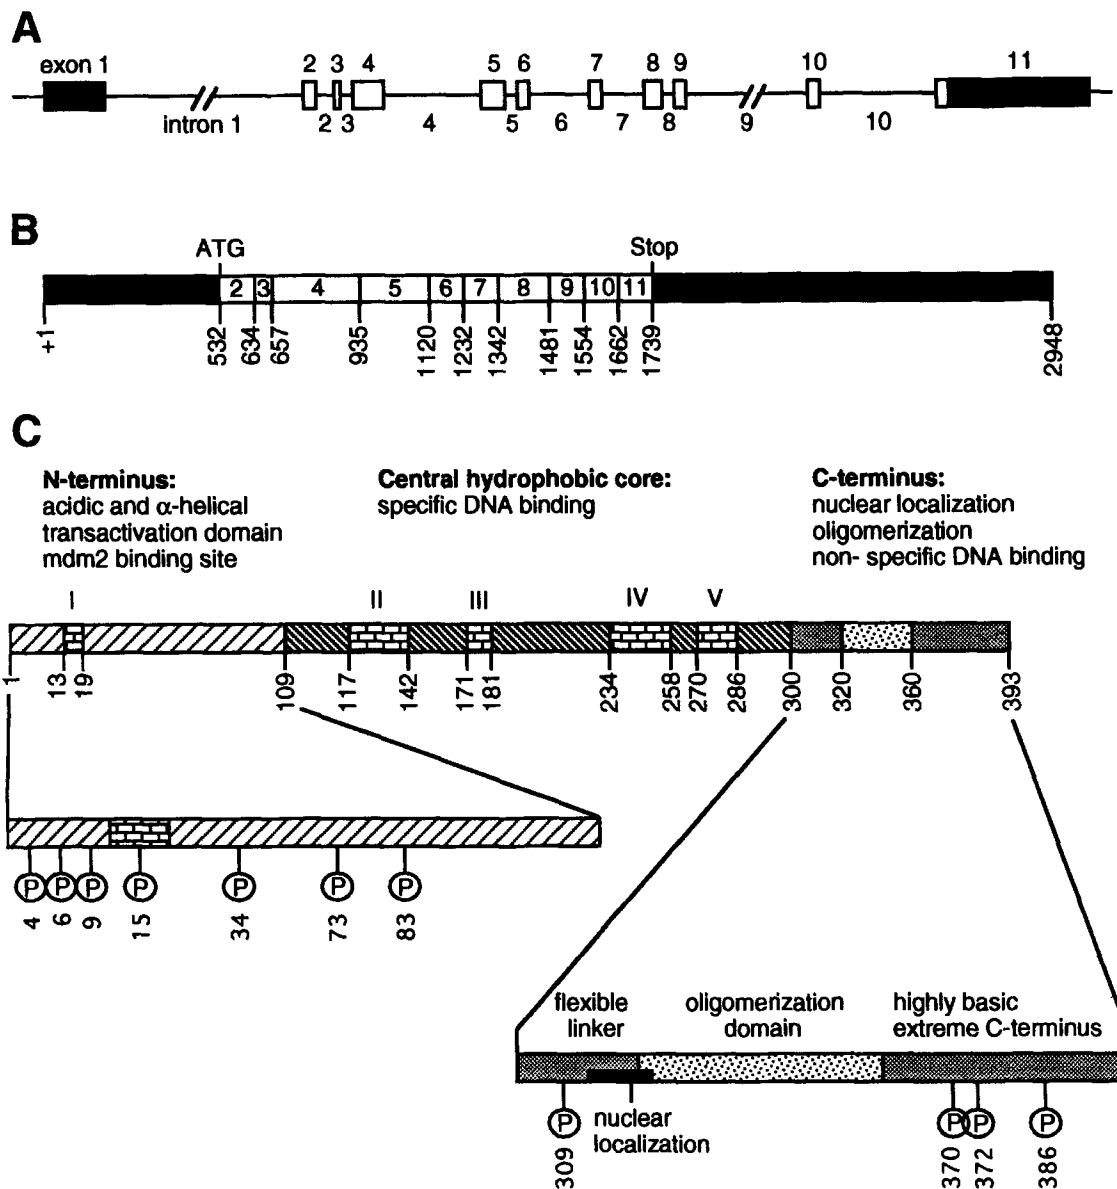 A
exon 1 2 3 4 5 6 7 8 9 10 11
intron 1 2 3 4 5 6 7 8 9 10
B
ATG Stop
2 3 4 5 6 7 8 9 10 11
+1 532 634 657 935 1120 1232 1342 1481 1554 1662 1739 2948
C
N-terminus:
acidic and α-helical
transactivation domain
mdm2 binding site
Central hydrophobic core:
specific DNA binding
C-terminus:
nuclear localization
oligomerization
non- specific DNA binding
I II III IV V
1 13 19 109 117 142 171 181 234 258 270 286 300 320 360 393
P P P P P P P
4 6 9 15 34 73 83
flexible
linker
oligomerization
domain
highly basic
extreme C-terminus
P P P P
nuclear
localization
309 370 372 386